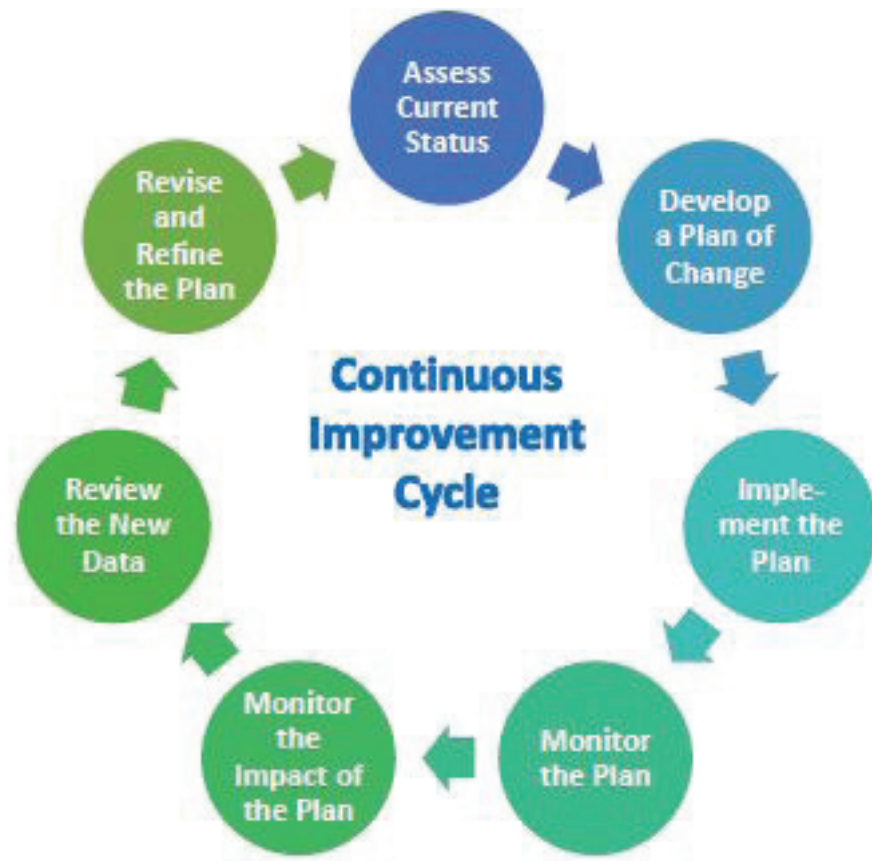 Assess
Current
Status
Develop
a Plan of
Change
Imple-
ment the
Plan
Monitor
the Plan
Monitor
the
Impact of
the Plan
Review
the New
Data
Revise
and
Refine
the Plan
Continuous
Improvement
Cycle